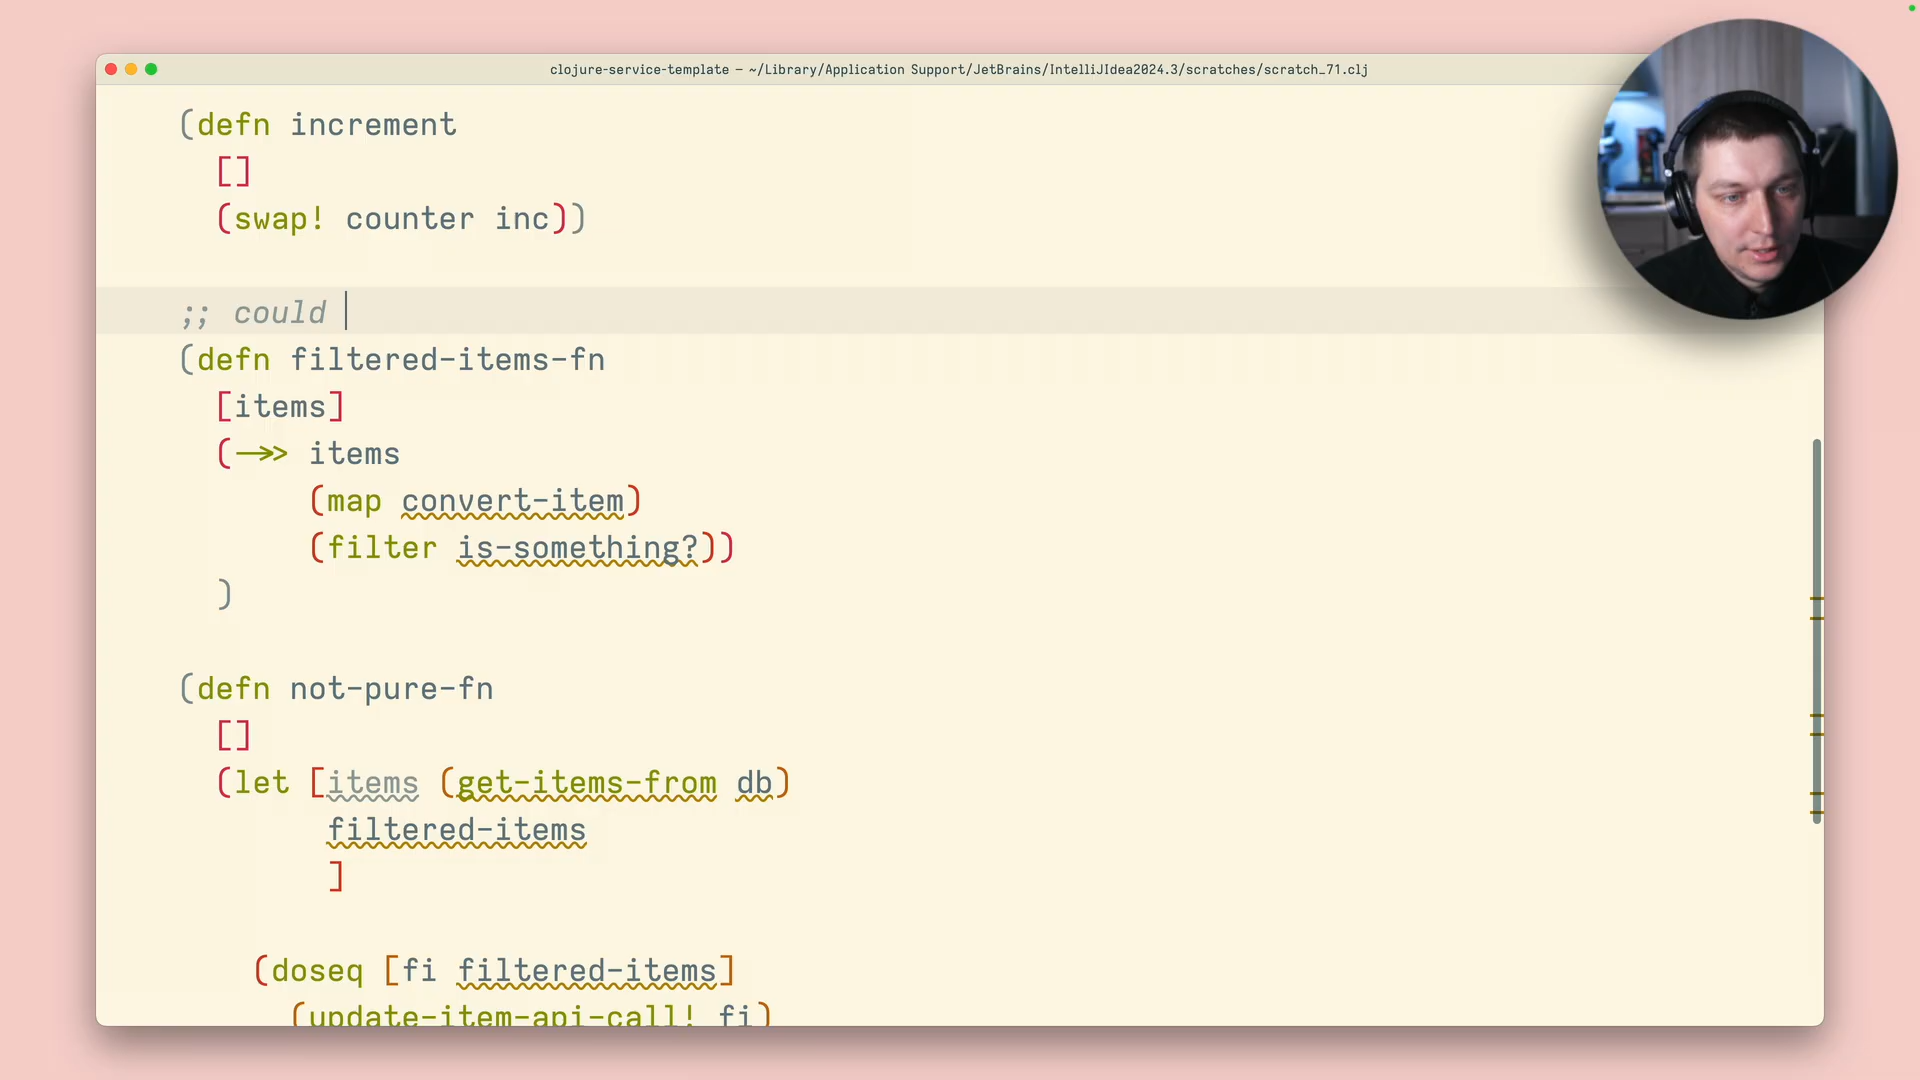 clojure-service-template – ~/Library/Application Support/JetBrains/IntelliJIdea2024.3/scratches/scratch_71.clj
(defn increment
[]
(swap! counter inc))
;; could
(defn filtered-items-fn
[items]
(->> items
(map convert-item)
(filter is-something?))
)
(defn not-pure-fn
[]
(let [items (get-items-from db)
filtered-items
]
(doseq [fi filtered-items]
(update-item-api-call! fi)